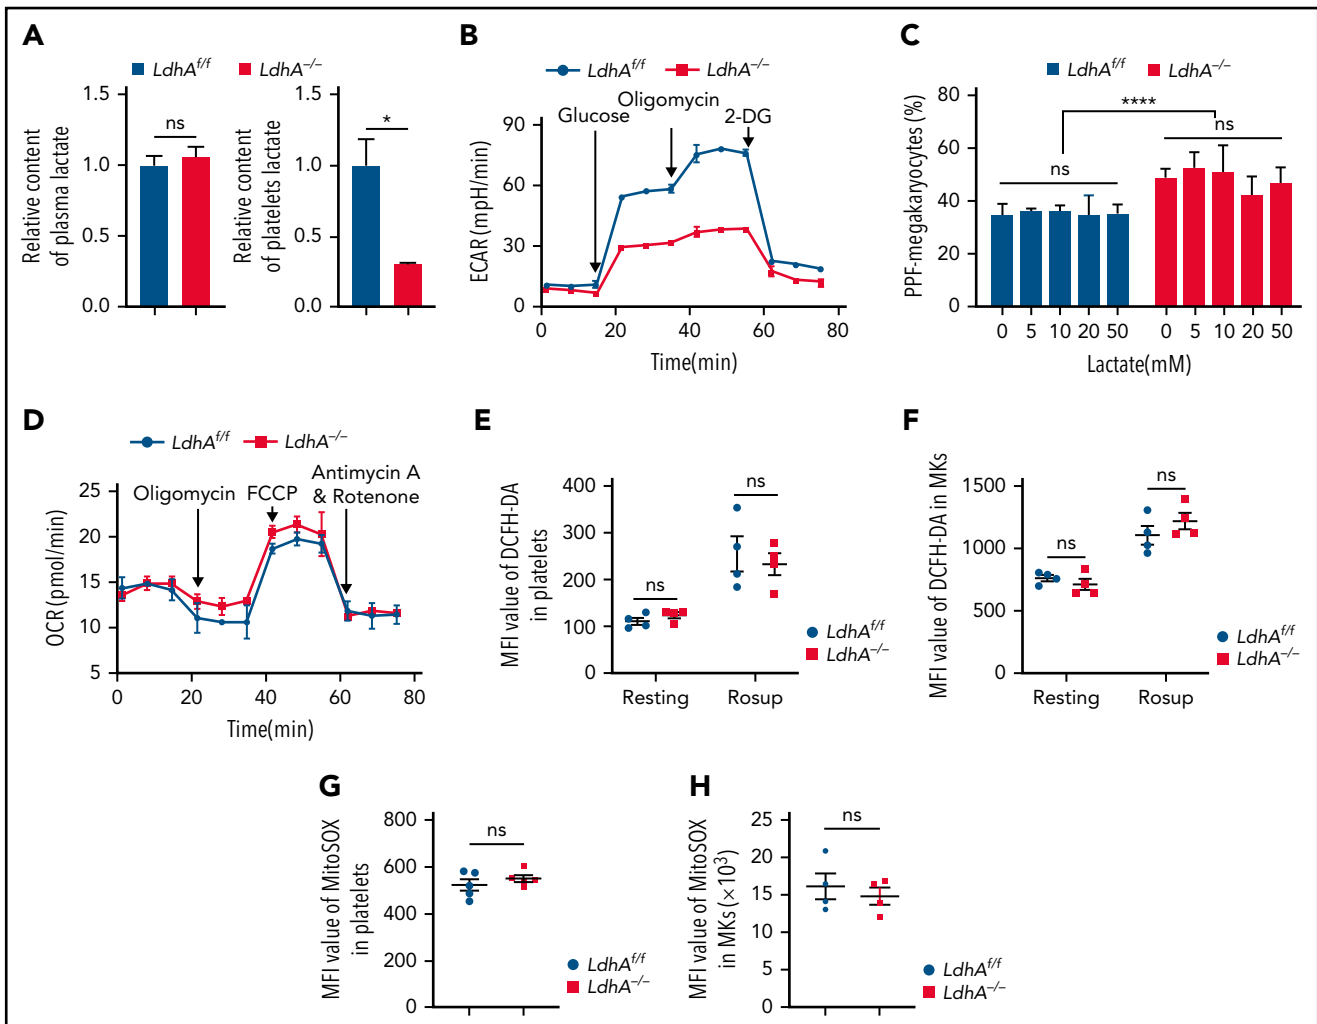 A
LdhAf/f LdhA−/−
Relative content
of plasma lactate
1.5
1.0
0.5
0.0
ns
Relative content
of platelets lactate
1.5
1.0
0.5
0.0
*
B
LdhAf/f LdhA−/−
ECAR (mpH/min)
90
60
30
0
Glucose
Oligomycin
2-DG
0 20 40 60 80
Time(min)
C
LdhAf/f LdhA−/−
PPF-megakaryocytes (%)
80
60
40
20
0
****
ns
ns
0 5 10 20 50 0 5 10 20 50
Lactate(mM)
D
LdhAf/f LdhA−/−
OCR (pmol/min)
25
20
15
10
5
Oligomycin
FCCP
Antimycin A
& Rotenone
0 20 40 60 80
Time(min)
E
MFI value of DCFH-DA
in platelets
400
300
200
100
0
ns
ns
Resting Rosup
LdhAf/f
LdhA−/−
F
MFI value of DCFH-DA in MKs
1500
1000
500
0
ns
ns
Resting Rosup
LdhAf/f
LdhA−/−
G
MFI value of MitoSOX
in platelets
800
600
400
200
0
ns
LdhAf/f
LdhA−/−
H
MFI value of MitoSOX
in MKs (×10³)
25
20
15
10
5
0
ns
LdhAf/f
LdhA−/−